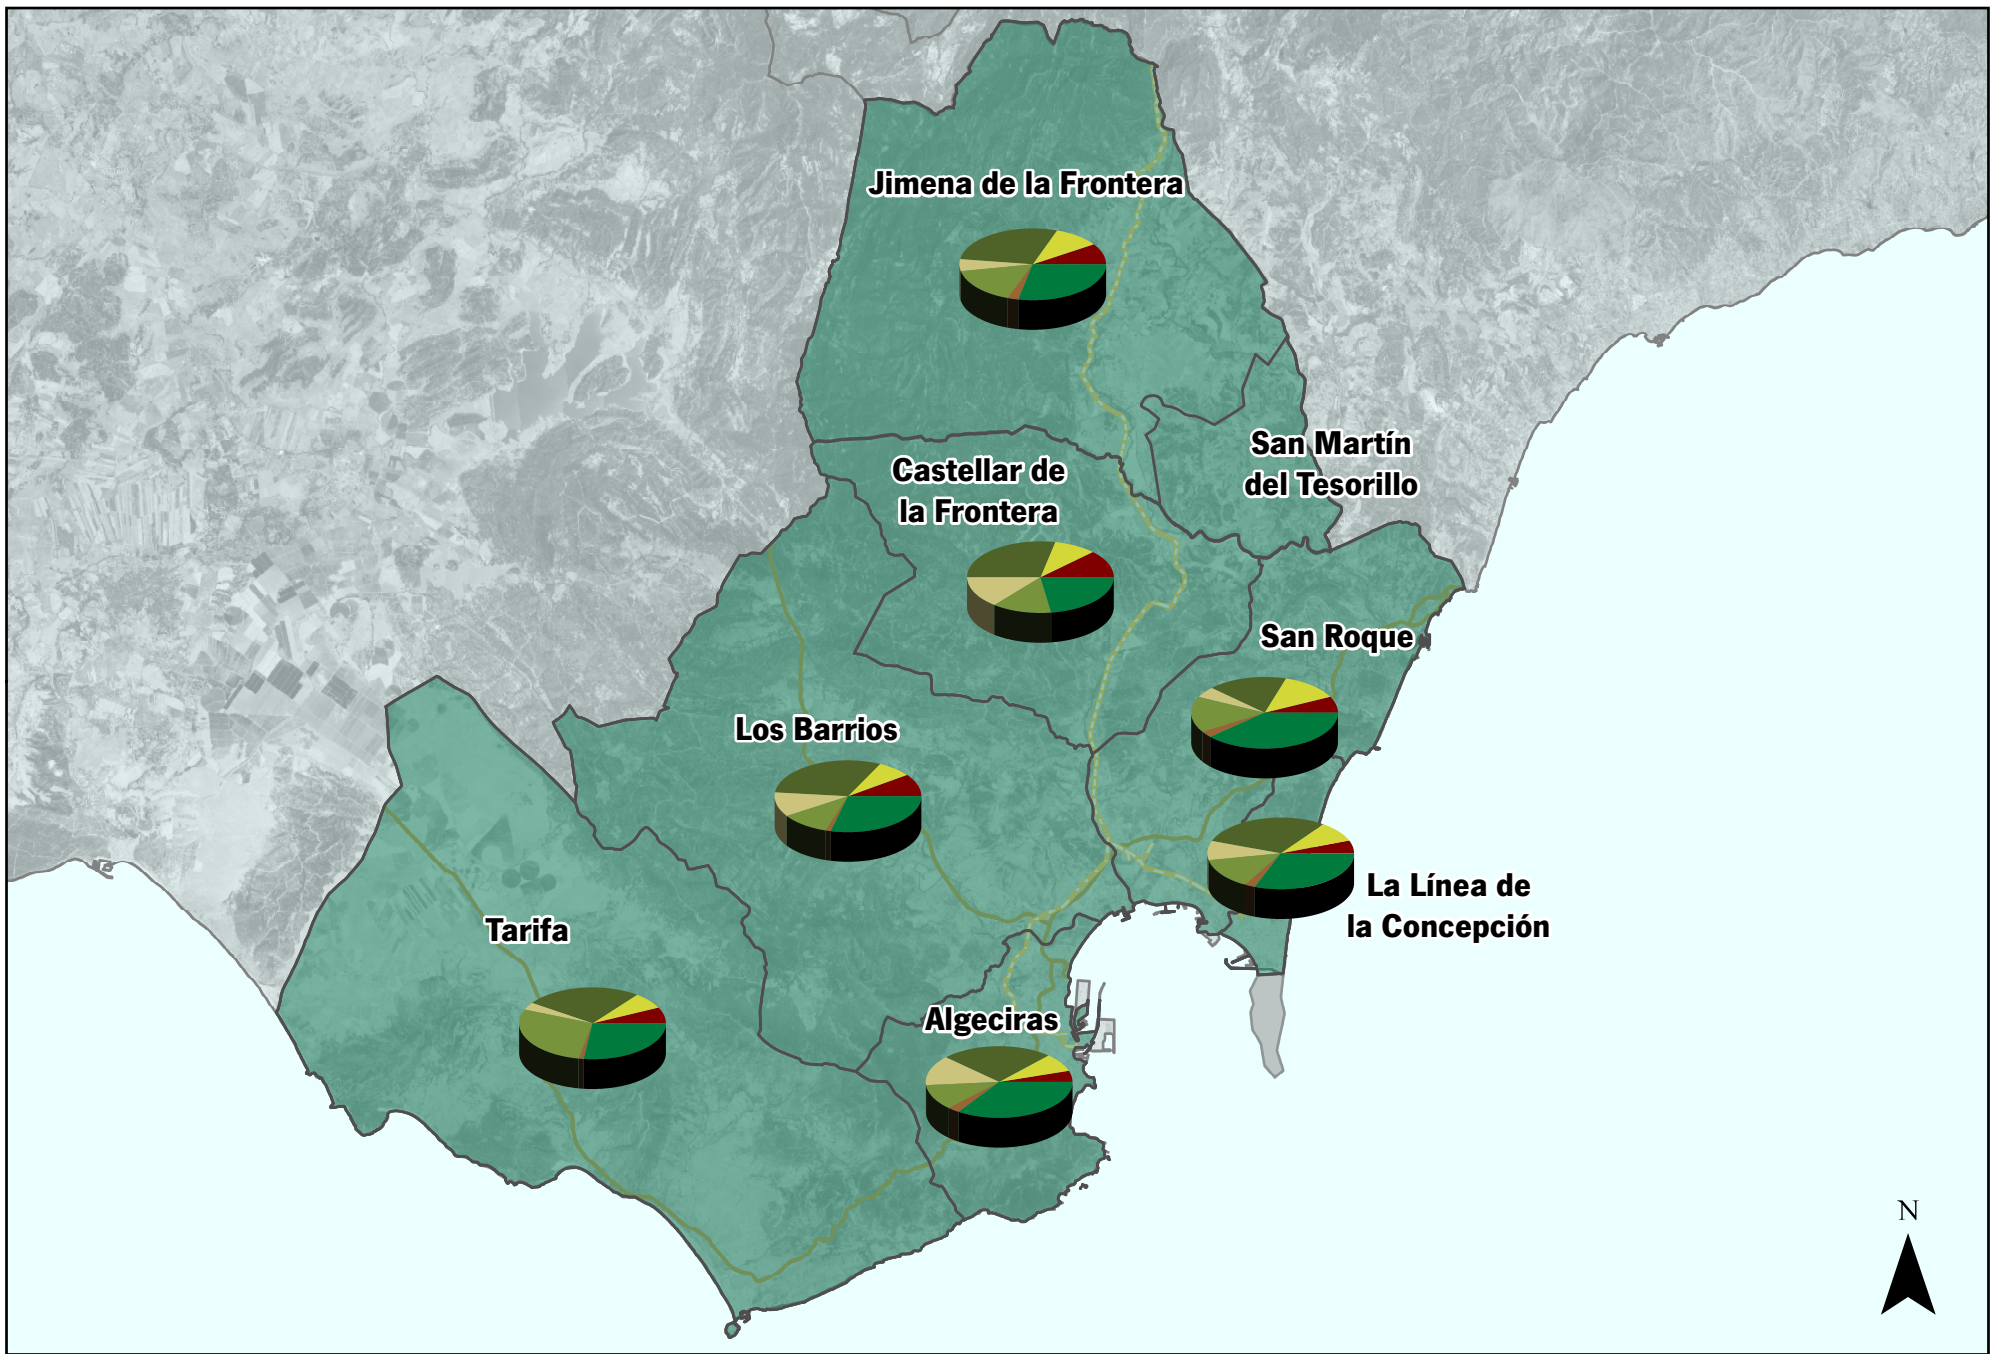 Jimena de la Frontera
San Martín
del Tesorillo
Castellar de
la Frontera
San Roque
Los Barrios
La Línea de
la Concepción
Tarifa
Algeciras
N